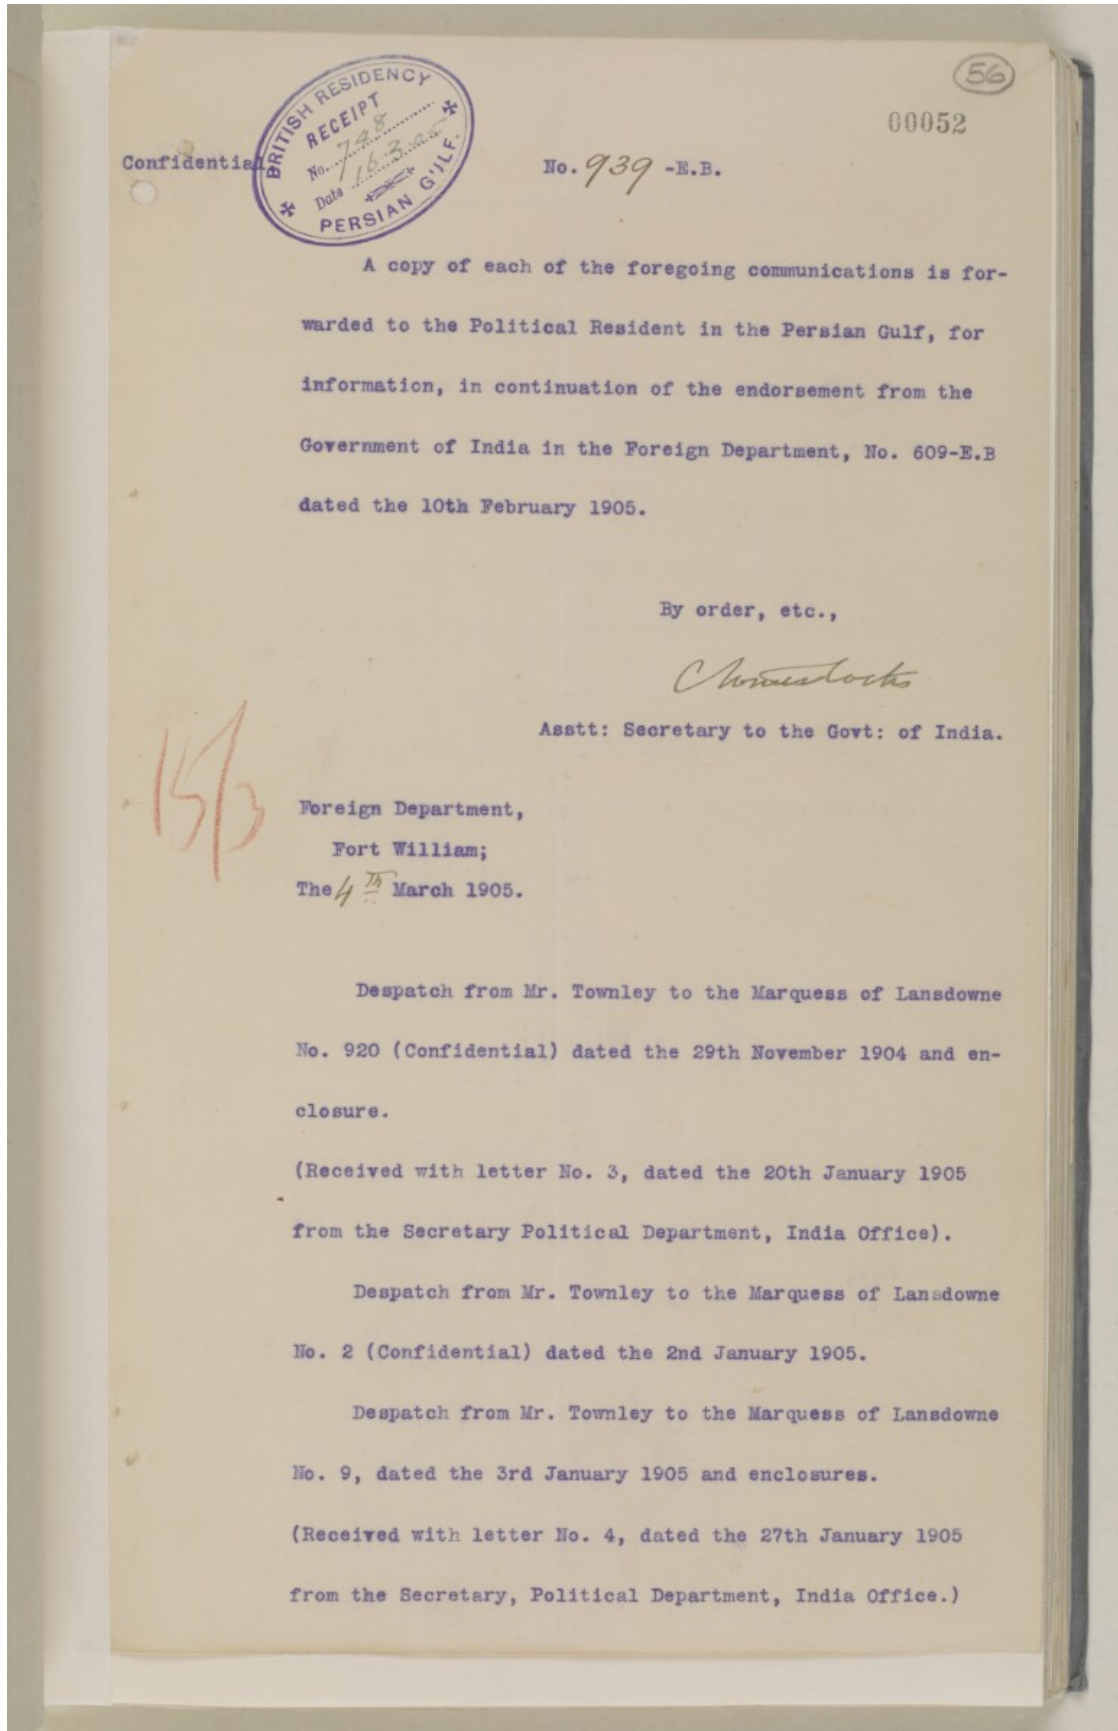 56
00052
BRITISH RESIDENCY
RECEIPT
No. 748
Date 16.3.05
PERSIAN GULF.
Confidential
No. 939 -E.B.
A copy of each of the foregoing communications is for-
warded to the Political Resident in the Persian Gulf, for
information, in continuation of the endorsement from the
Government of India in the Foreign Department, No. 609-E.B
dated the 10th February 1905.
By order, etc.,
Asstt: Secretary to the Govt: of India.
15/3
Foreign Department,
Fort William;
The 4th March 1905.
Despatch from Mr. Townley to the Marquess of Lansdowne
No. 920 (Confidential) dated the 29th November 1904 and en-
closure.
(Received with letter No. 3, dated the 20th January 1905
from the Secretary Political Department, India Office).
Despatch from Mr. Townley to the Marquess of Lansdowne
No. 2 (Confidential) dated the 2nd January 1905.
Despatch from Mr. Townley to the Marquess of Lansdowne
No. 9, dated the 3rd January 1905 and enclosures.
(Received with letter No. 4, dated the 27th January 1905
from the Secretary, Political Department, India Office.)